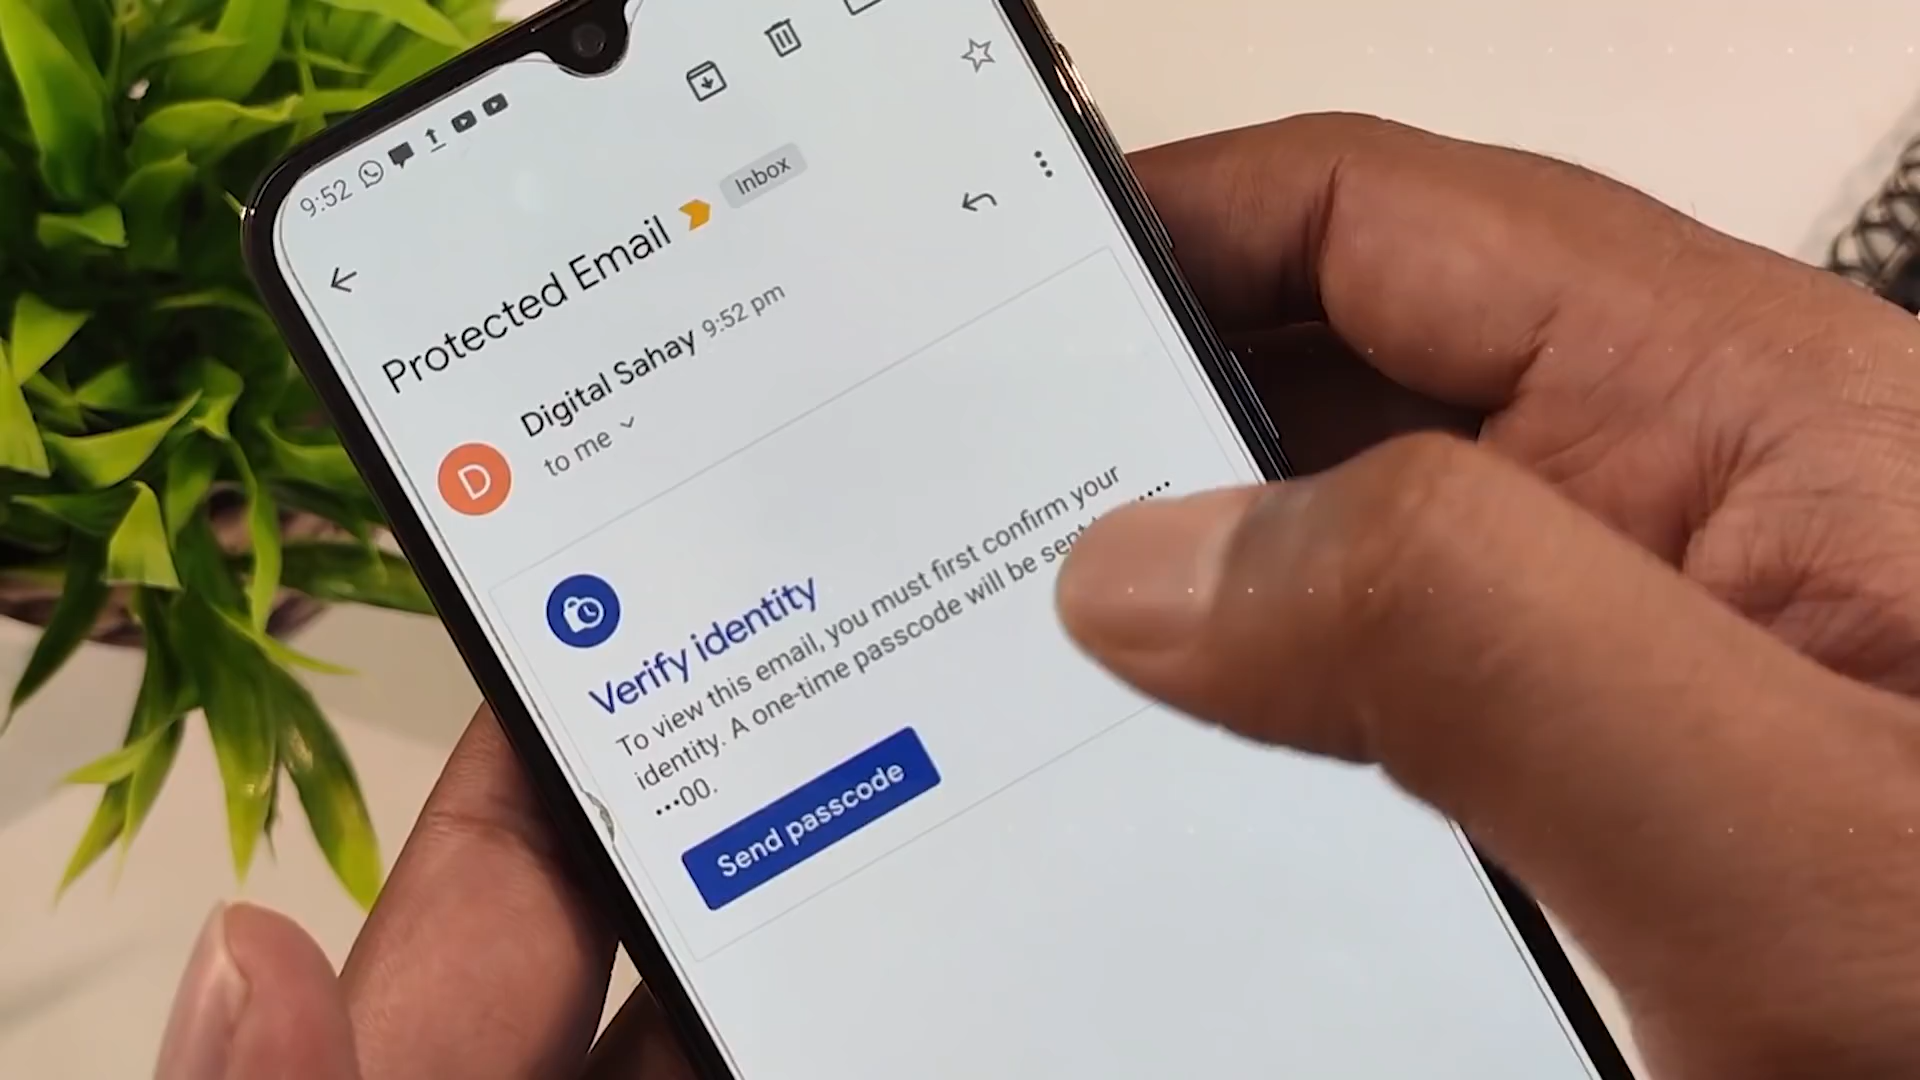 9:52
Protected Email Inbox
Digital Sahay 9:52 pm
to me
D
Verify identity
To view this email, you must first confirm your
identity. A one-time passcode will be sent
•••00.
Send passcode